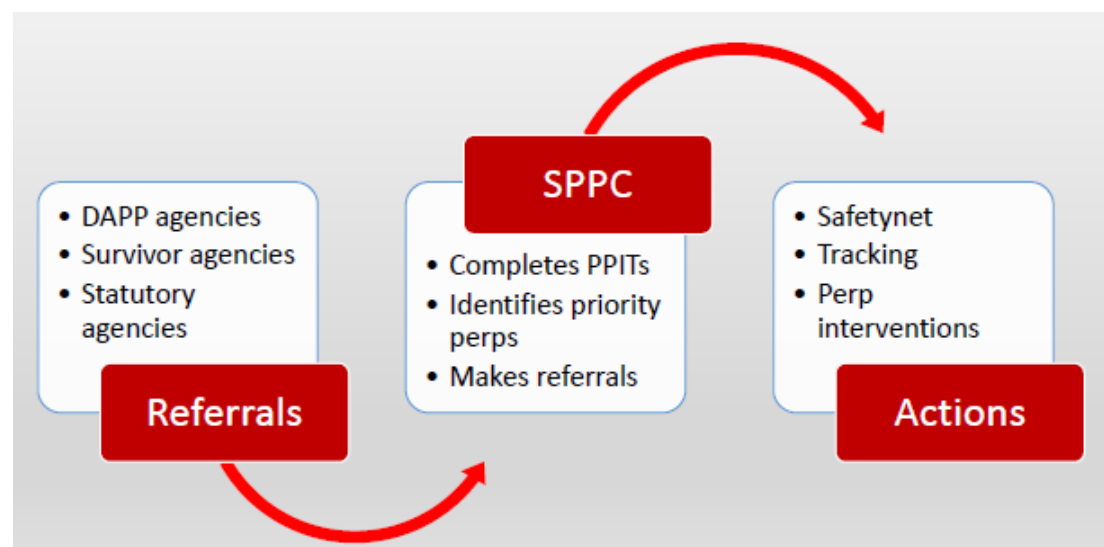 • DAPP agencies
• Survivor agencies
• Statutory
agencies
Referrals
SPPC
• Completes PPITs
• Identifies priority
perps
• Makes referrals
• Safetynet
• Tracking
• Perp
interventions
Actions